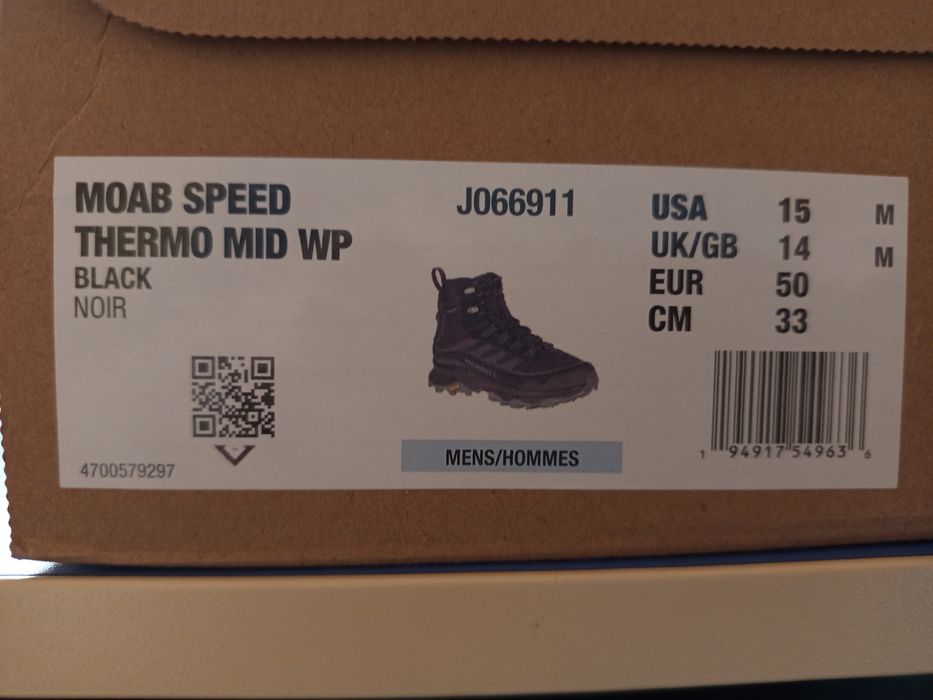 MOAB SPEED
THERMO MID WP
BLACK
NOIR
4700579297
J066911
MERRELL
MENS/HOMMES
USA 15 M
UK/GB 14 M
EUR 50
CM 33
1 94917 54963 6